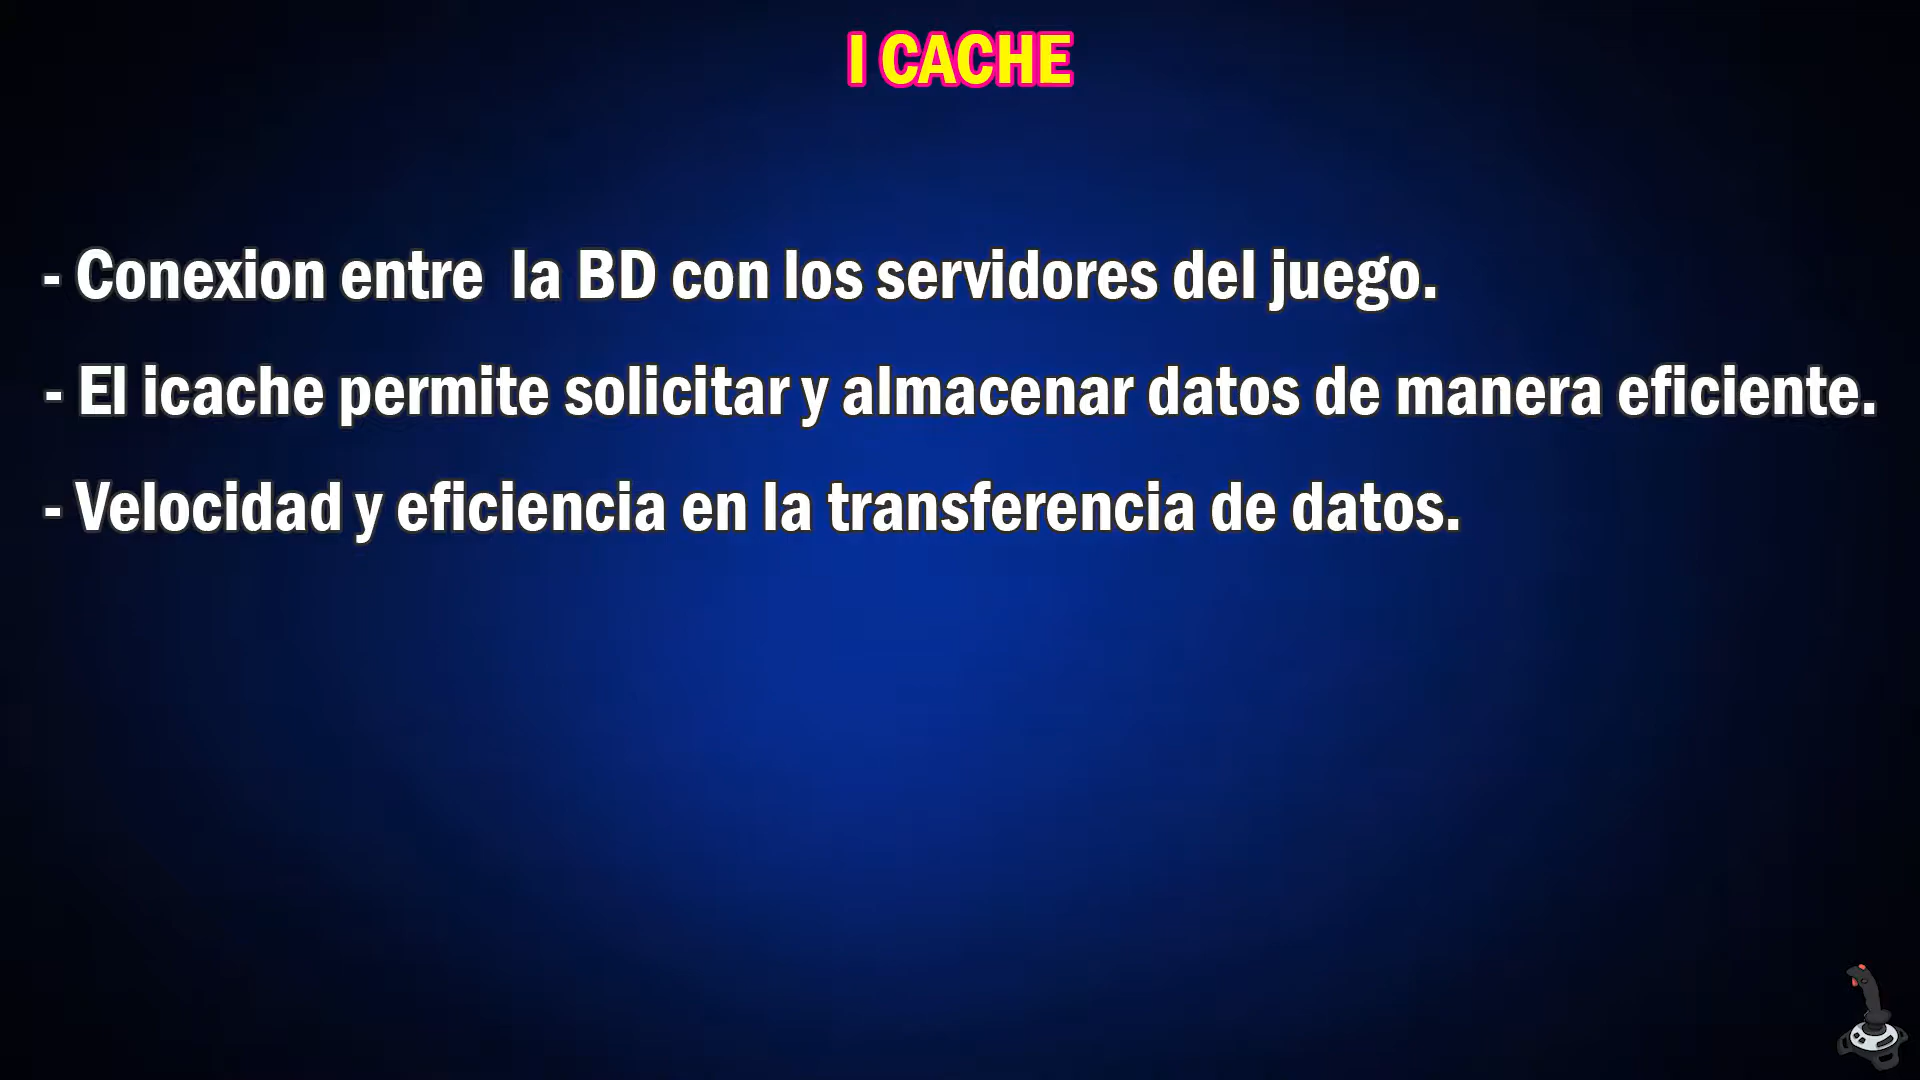 I CACHE
- Conexion entre  la BD con los servidores del juego.
- El icache permite solicitar y almacenar datos de manera eficiente.
- Velocidad y eficiencia en la transferencia de datos.